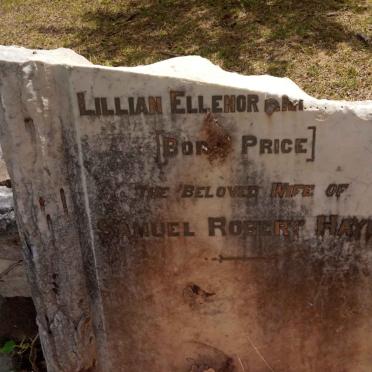 LILLIAN ELLENOR
[BORN PRICE]
THE BELOVED WIFE OF
SAMUEL ROBERT